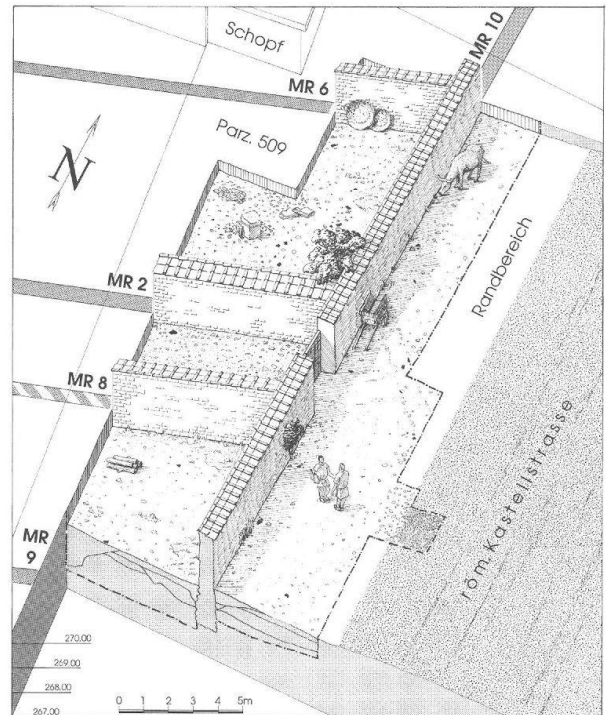 Schopf
MR 10
MR 6
Parz. 509
N
MR 2
Randbereich
MR 8
röm. Kastellstrasse
MR
9
270.00
269.00
268.00
267.00
0 1 2 3 4 5m